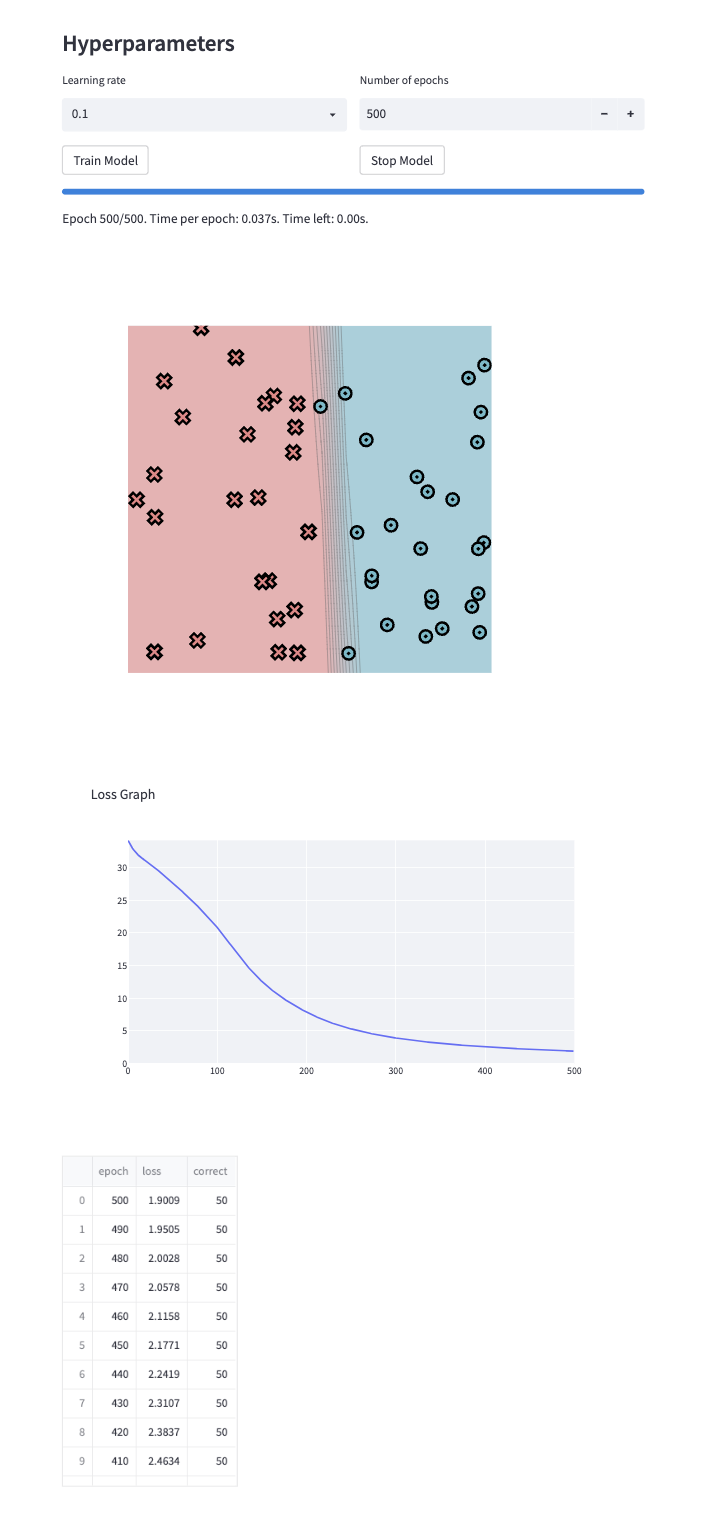 Hyperparameters
Learning rate
Number of epochs
0.1
500
−
+
Train Model
Stop Model
Epoch 500/500. Time per epoch: 0.037s. Time left: 0.00s.
Loss Graph
30
25
20
15
10
5
0
0 100 200 300 400 500
epoch loss correct
0 500 1.9009 50
1 490 1.9505 50
2 480 2.0028 50
3 470 2.0578 50
4 460 2.1158 50
5 450 2.1771 50
6 440 2.2419 50
7 430 2.3107 50
8 420 2.3837 50
9 410 2.4634 50